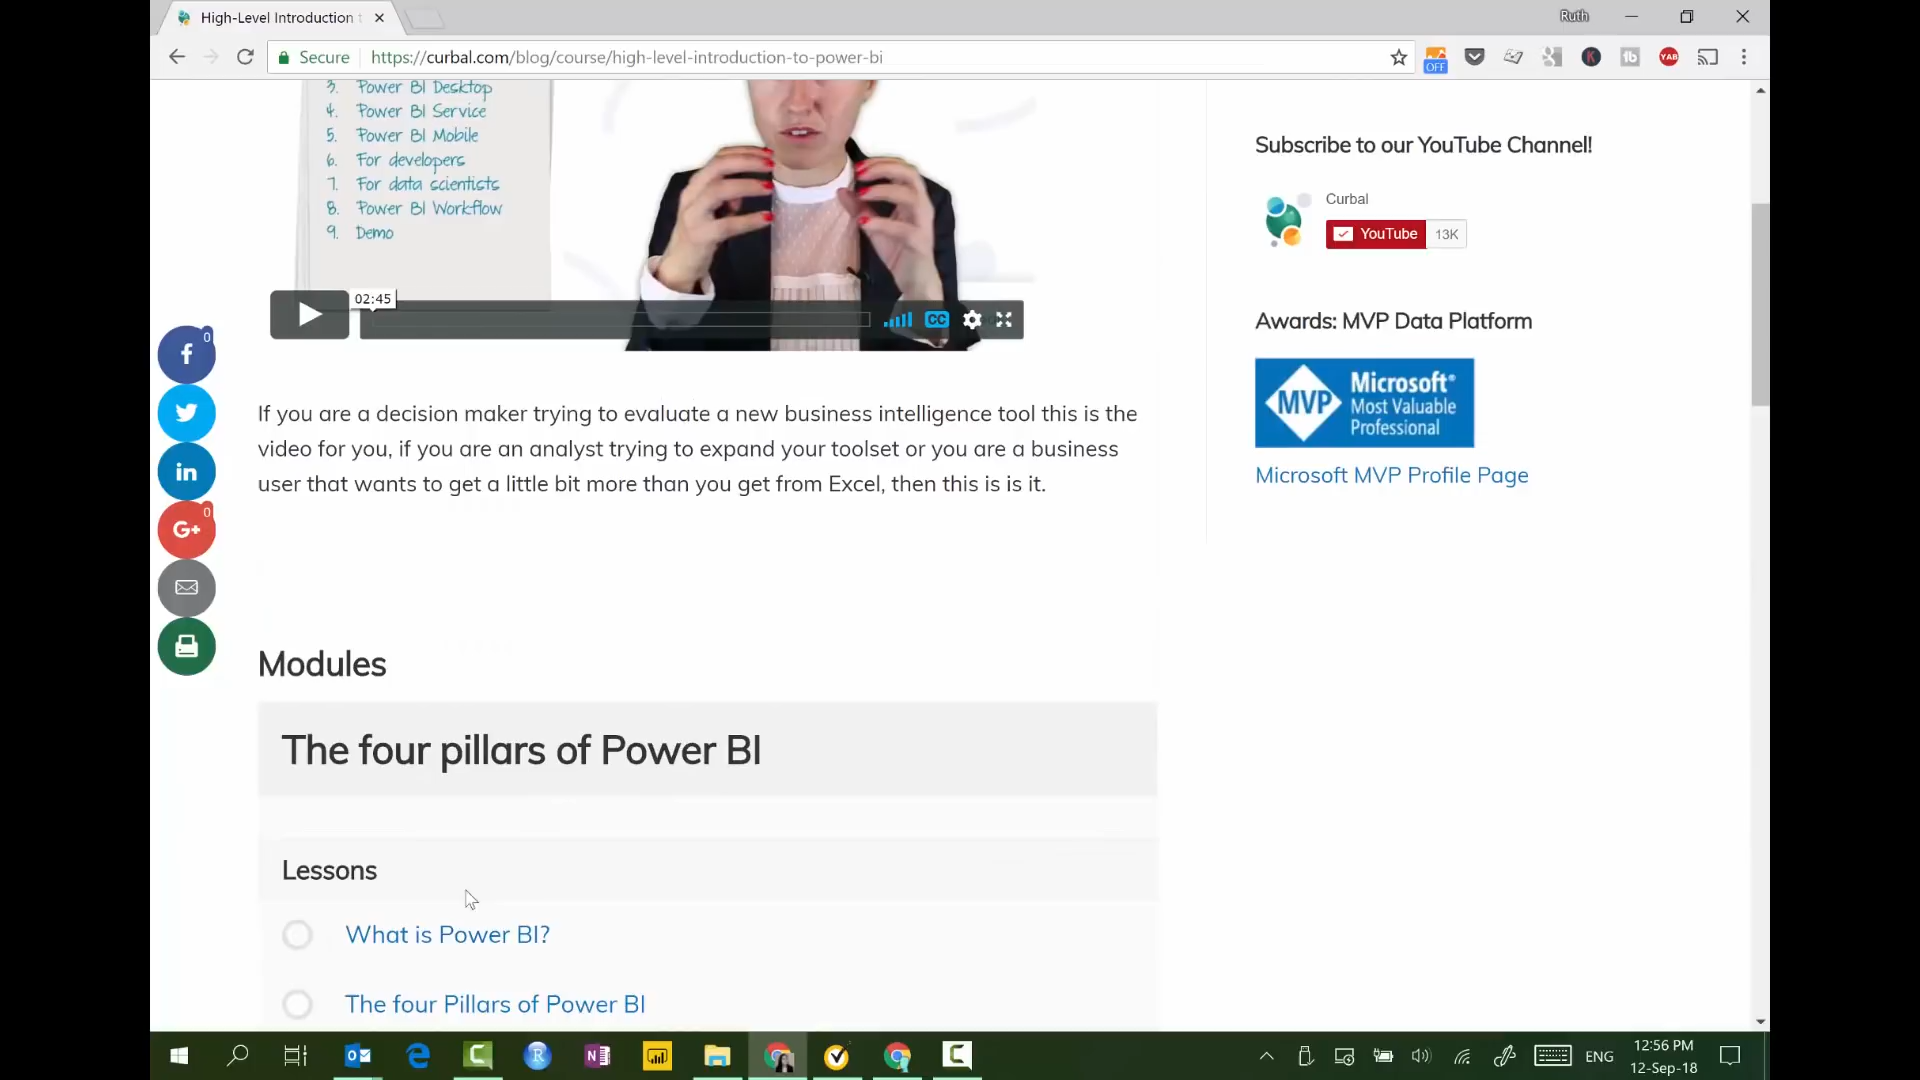 High-Level Introduction t
Ruth
Secure
https://curbal.com/blog/course/high-level-introduction-to-power-bi
OFF
K
tb
YAB
3. Power BI Desktop
4. Power BI Service
5. Power BI Mobile
6. For developers
7. For data scientists
8. Power BI Workflow
9. Demo
02:45
CC
Subscribe to our YouTube Channel!
Curbal
YouTube
13K
Awards: MVP Data Platform
MVP
Microsoft®
Most Valuable
Professional
Microsoft MVP Profile Page
0
f
in
0
G+
If you are a decision maker trying to evaluate a new business intelligence tool this is the
video for you, if you are an analyst trying to expand your toolset or you are a business
user that wants to get a little bit more than you get from Excel, then this is is it.
Modules
The four pillars of Power BI
Lessons
What is Power BI?
The four Pillars of Power BI
ENG
12:56 PM
12-Sep-18